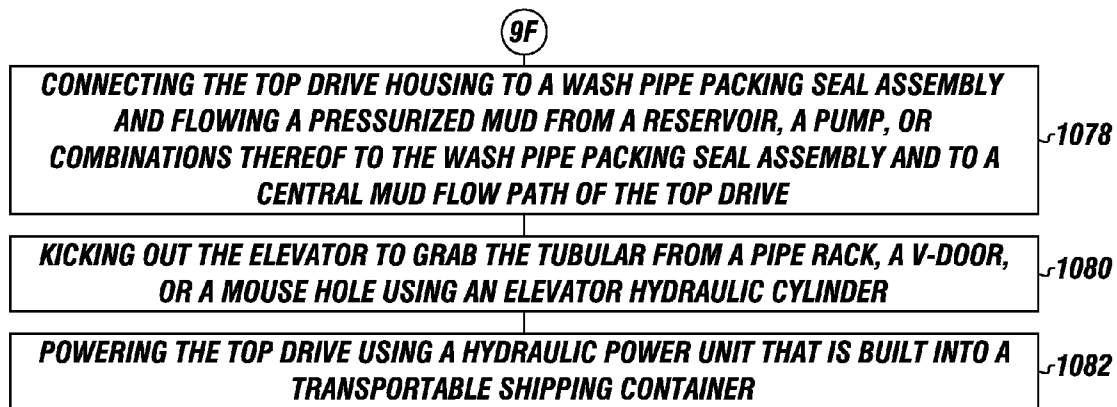 9F
CONNECTING THE TOP DRIVE HOUSING TO A WASH PIPE PACKING SEAL ASSEMBLY
AND FLOWING A PRESSURIZED MUD FROM A RESERVOIR, A PUMP, OR
COMBINATIONS THEREOF TO THE WASH PIPE PACKING SEAL ASSEMBLY AND TO A
CENTRAL MUD FLOW PATH OF THE TOP DRIVE
1078
KICKING OUT THE ELEVATOR TO GRAB THE TUBULAR FROM A PIPE RACK, A V-DOOR,
OR A MOUSE HOLE USING AN ELEVATOR HYDRAULIC CYLINDER
1080
POWERING THE TOP DRIVE USING A HYDRAULIC POWER UNIT THAT IS BUILT INTO A
TRANSPORTABLE SHIPPING CONTAINER
1082